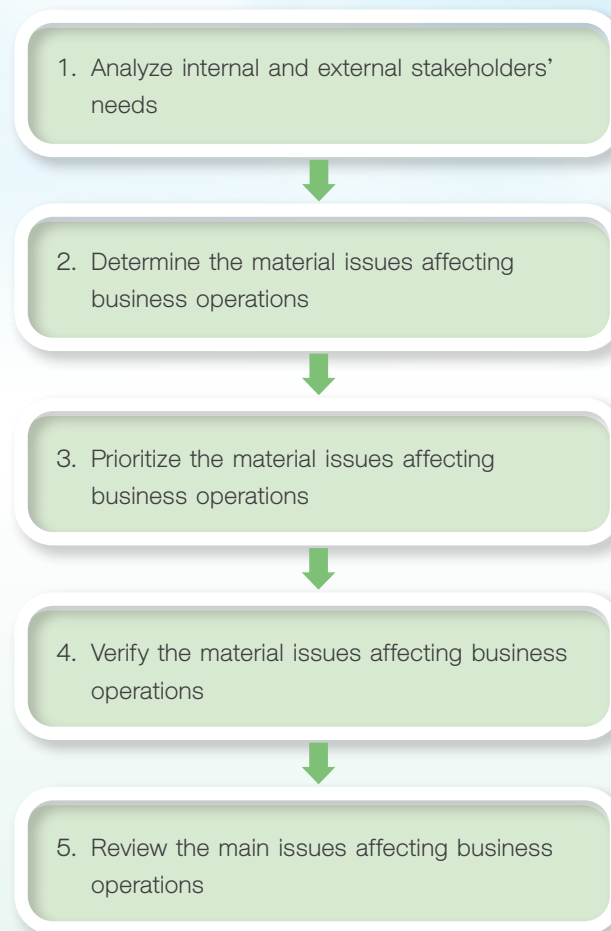 1. Analyze internal and external stakeholders’
needs
2. Determine the material issues affecting
business operations
3. Prioritize the material issues affecting
business operations
4. Verify the material issues affecting business
operations
5. Review the main issues affecting business
operations